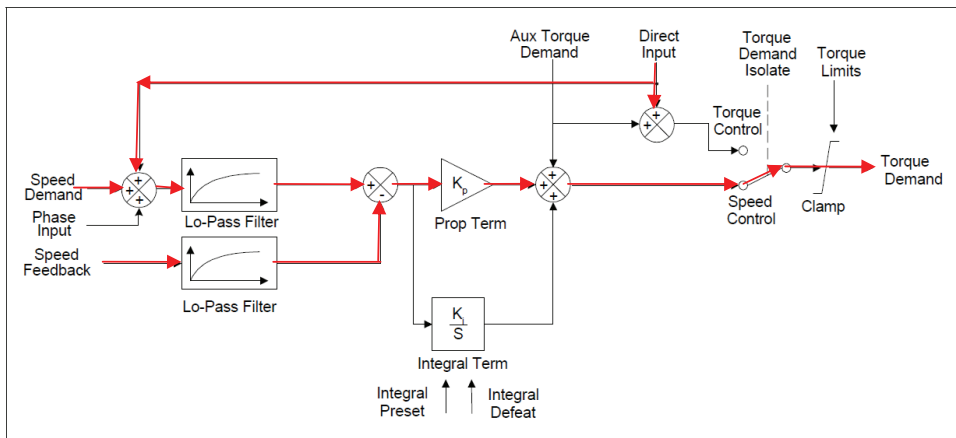 Aux Torque
Demand
Direct
Input
Torque
Demand
Isolate
Torque
Limits
Torque
Control
+
+
+
+
+
Speed
Demand
Phase
Input
Lo-Pass Filter
+
-
Kp
Prop Term
+
+
+
Speed
Control
Clamp
Torque
Demand
Speed
Feedback
Lo-Pass Filter
Ki
S
Integral Term
Integral
Preset
Integral
Defeat